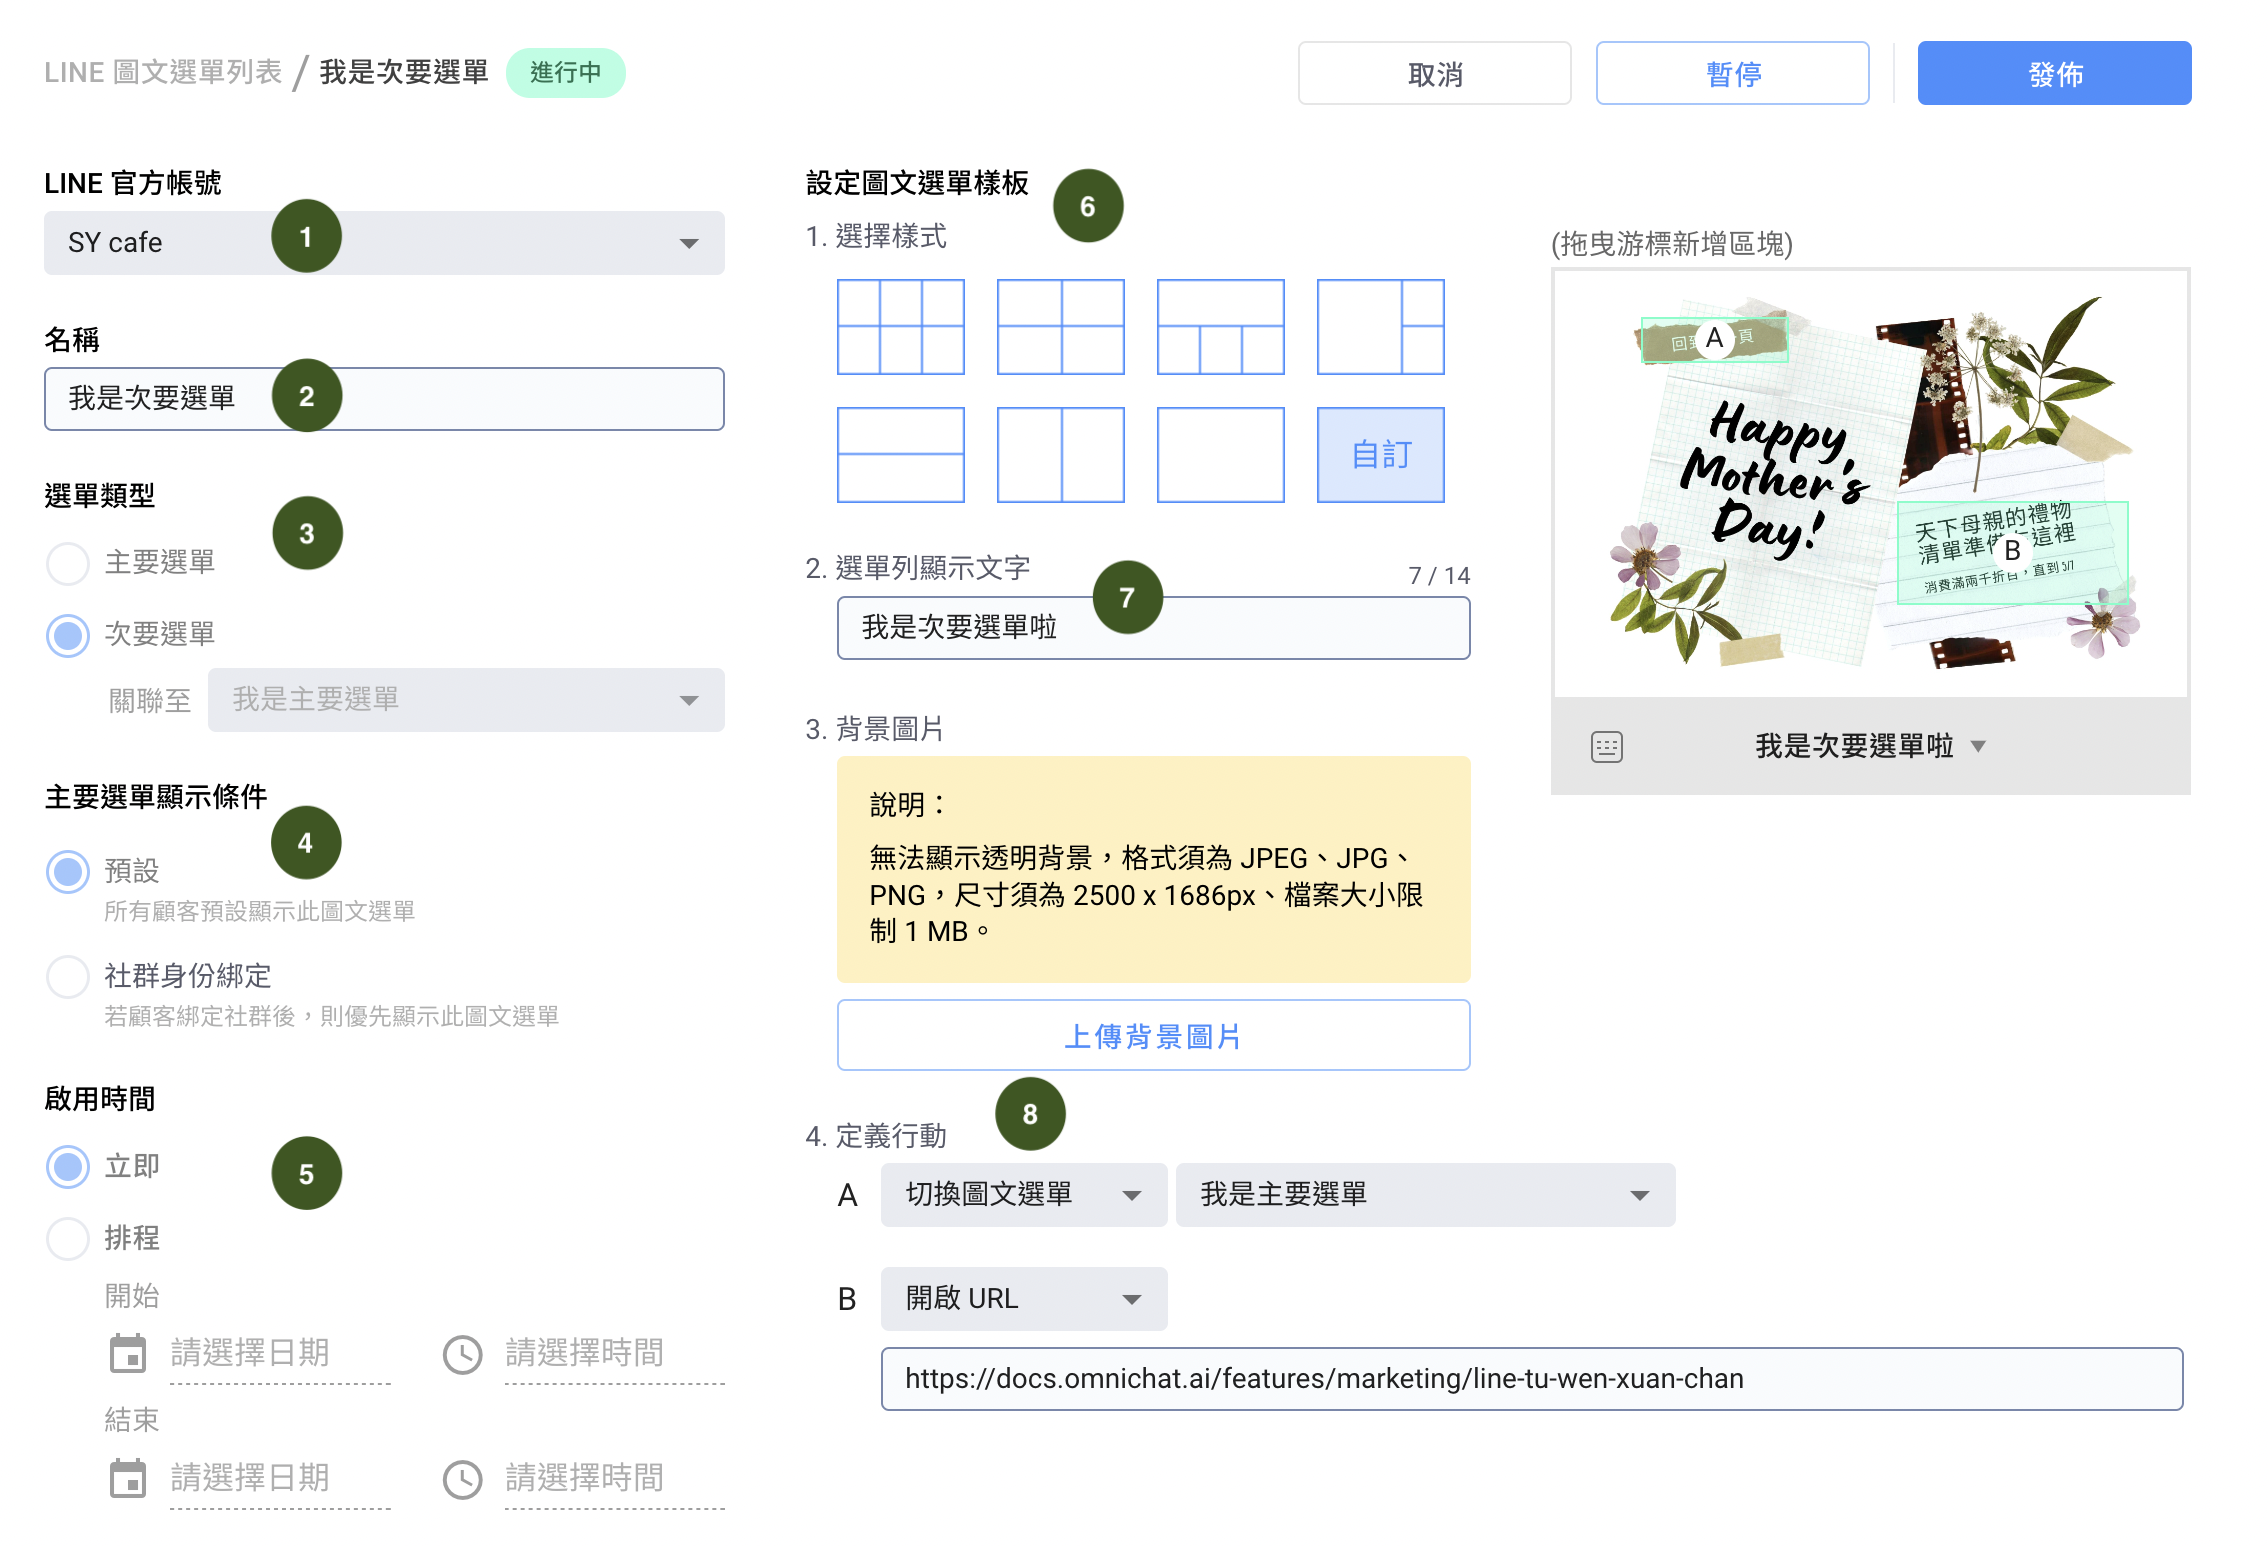 LINE 圖文選單列表 / 我是次要選單 進行中
取消
暫停
發佈
LINE 官方帳號
1
SY cafe
名稱
2
我是次要選單
選單類型
3
主要選單
次要選單
關聯至 我是主要選單
主要選單顯示條件
4
預設
所有顧客預設顯示此圖文選單
社群身份綁定
若顧客綁定社群後，則優先顯示此圖文選單
啟用時間
5
立即
排程
開始
請選擇日期 請選擇時間
結束
請選擇日期 請選擇時間
設定圖文選單樣板
6
1. 選擇樣式
自訂
2. 選單列顯示文字
7 / 14
7
我是次要選單啦
3. 背景圖片
說明：
無法顯示透明背景，格式須為 JPEG、JPG、
PNG，尺寸須為 2500 x 1686px、檔案大小限
制 1 MB。
上傳背景圖片
8
4. 定義行動
A 切換圖文選單 我是主要選單
B 開啟 URL
https://docs.omnichat.ai/features/marketing/line-tu-wen-xuan-chan
(拖曳游標新增區塊)
A
Happy,
Mother's
Day!
天下母親的禮物
清單準備 這裡
B
消費滿兩千折百，直到 5/7
我是次要選單啦